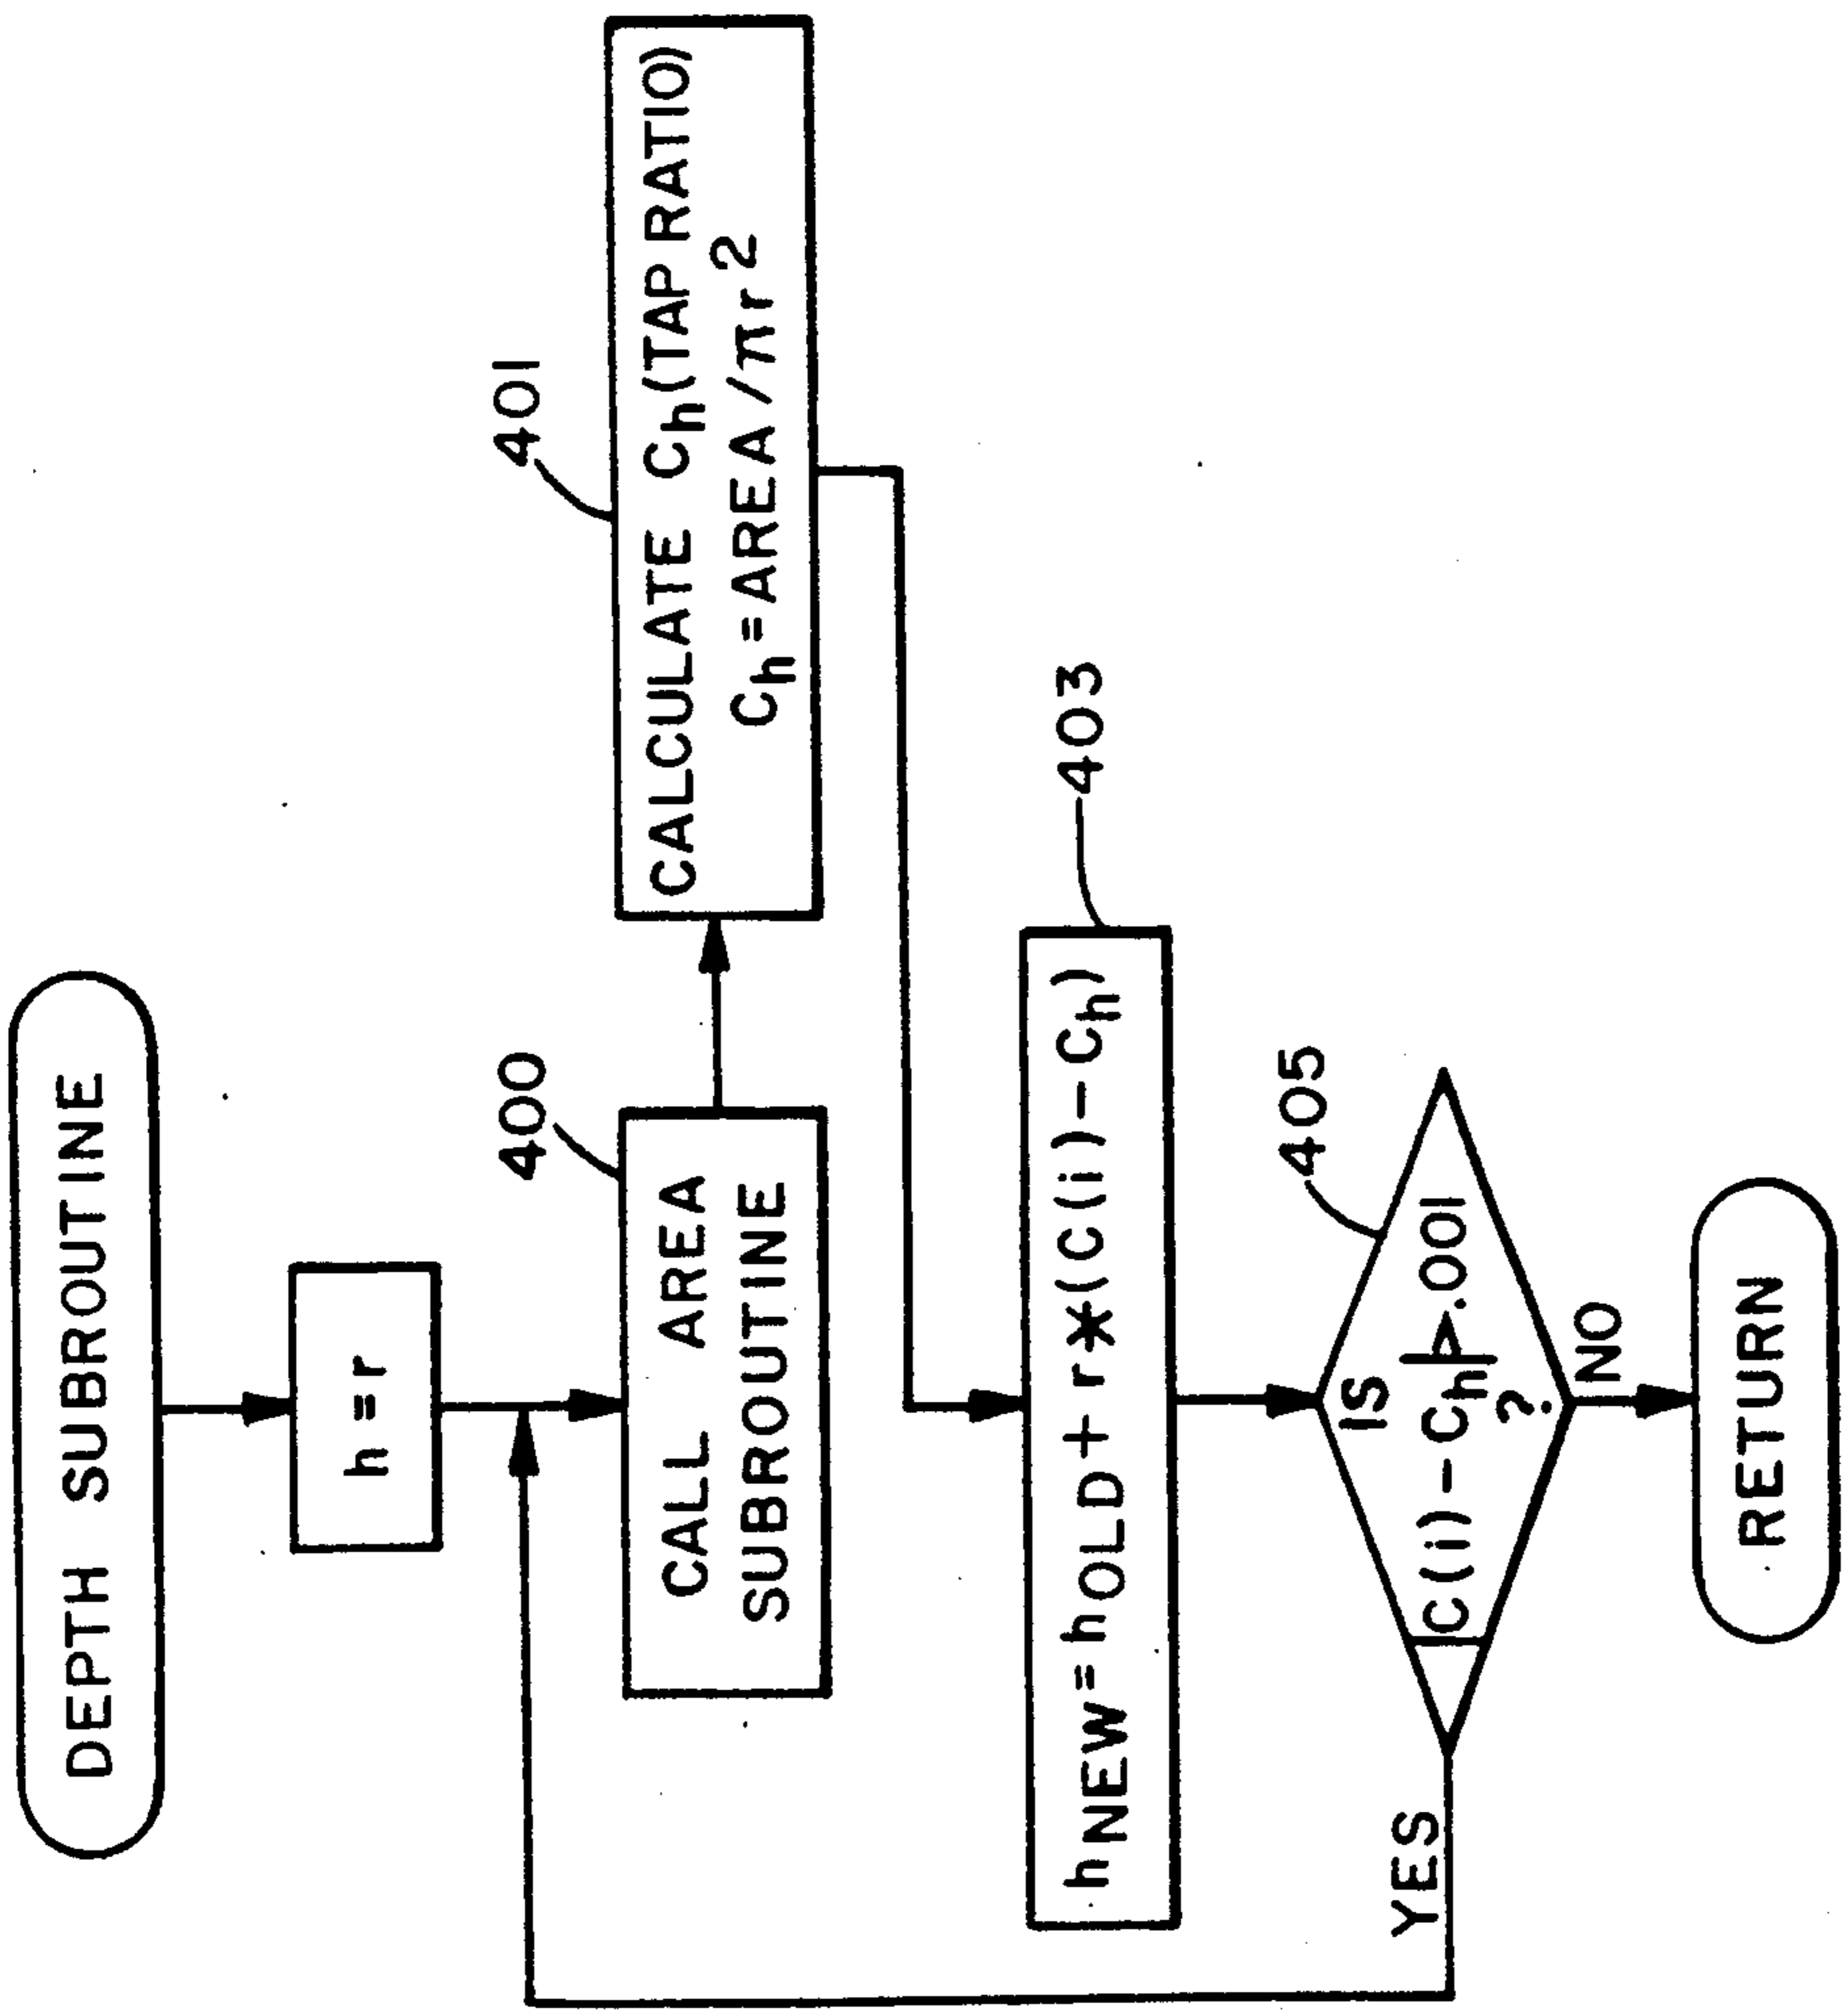 DEPTH SUBROUTINE
h=r
400
CALL AREA
SUBROUTINE
401
CALCULATE Ch(TAP RATIO)
Ch=AREA/πr2
403
hNEW=hOLD+r*(C(i)-Ch)
405
IS
|C(i)-Ch|>.001
?
YES
NO
RETURN